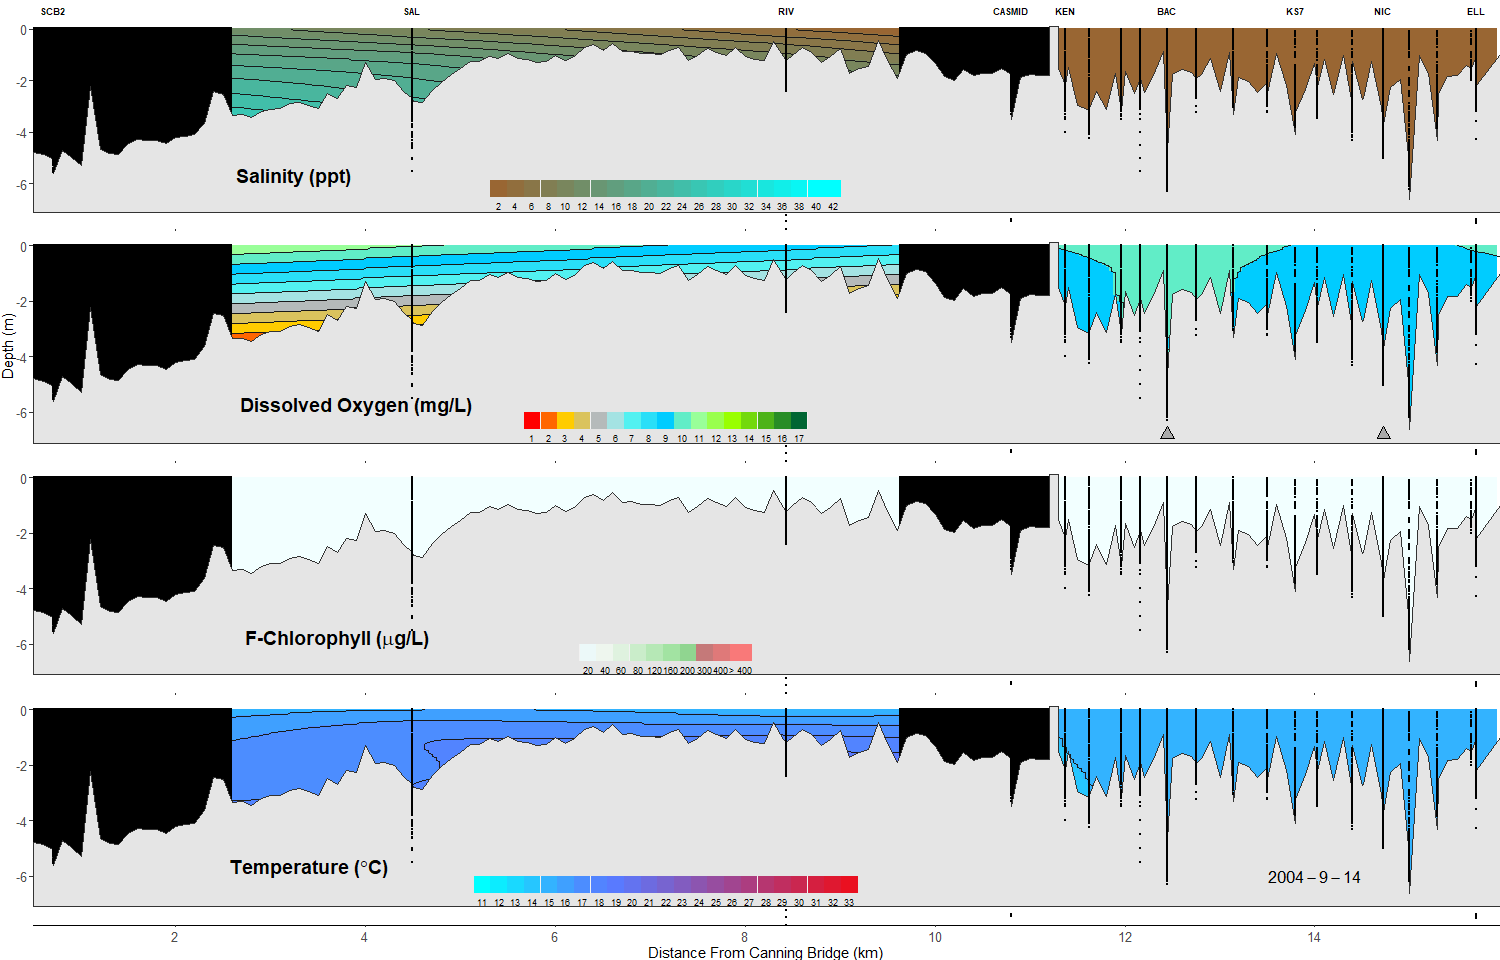 SCB2 SAL RIV CASMID KEN BAC KS7 NIC ELL
0
-2
-4
-6
Salinity (ppt)
2 4 6 8 10 12 14 16 18 20 22 24 26 28 30 32 34 36 38 40 42
0
-2
-4
-6
Depth (m)
Dissolved Oxygen (mg/L)
1 2 3 4 5 6 7 8 9 10 11 12 13 14 15 16 17
0
-2
-4
-6
F-Chlorophyll (μg/L)
20 40 60 80 120 160 200 300 400 > 400
0
-2
-4
-6
Temperature (°C)
2004 – 9 – 14
11 12 13 14 15 16 17 18 19 20 21 22 23 24 25 26 27 28 29 30 31 32 33
2 4 6 8 10 12 14
Distance From Canning Bridge (km)